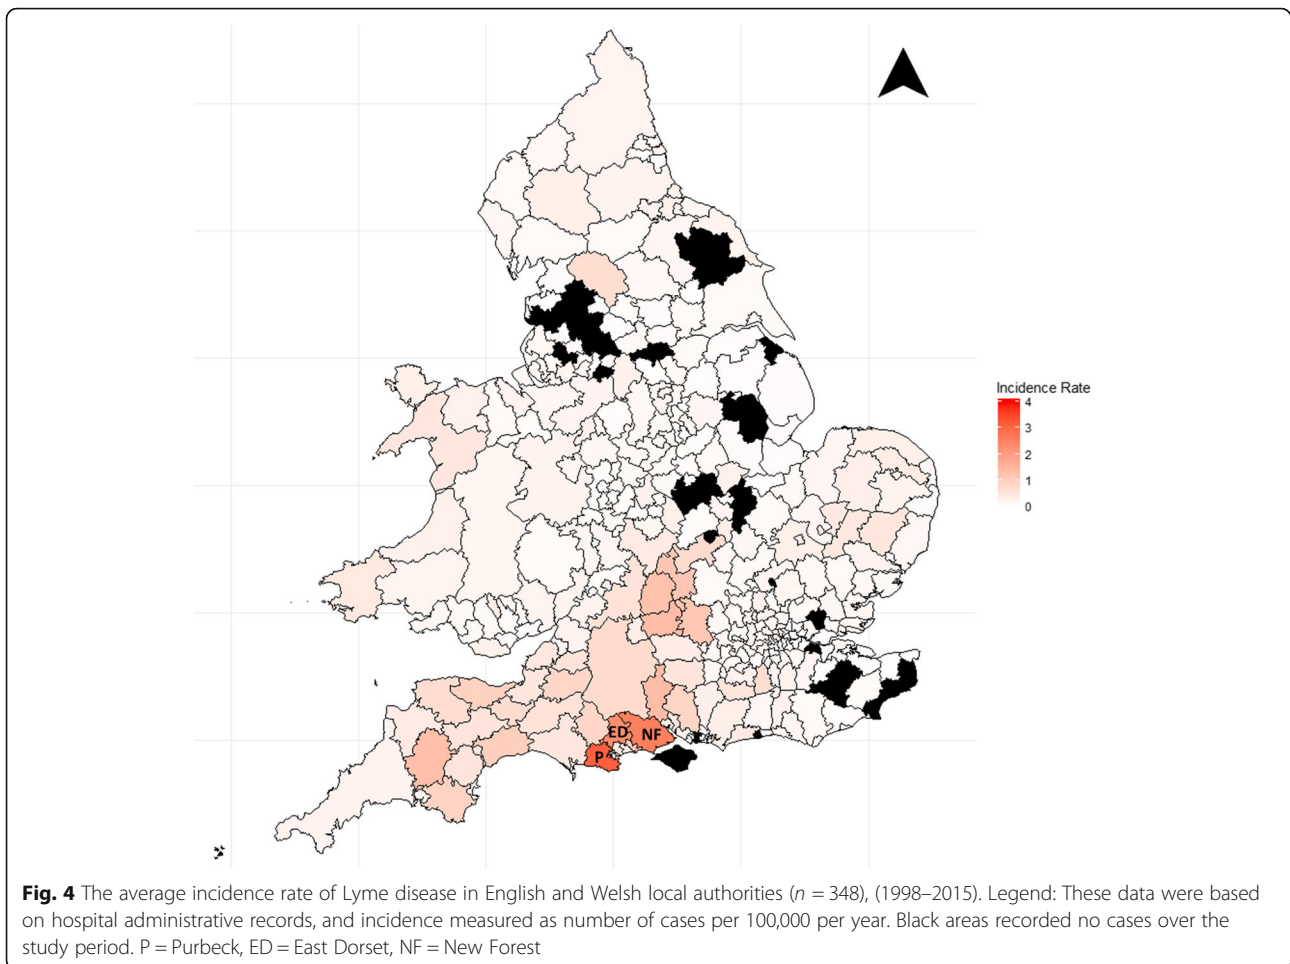 Incidence Rate
4
3
2
1
0
ED
NF
P
Fig. 4 The average incidence rate of Lyme disease in English and Welsh local authorities (n = 348), (1998–2015). Legend: These data were based
on hospital administrative records, and incidence measured as number of cases per 100,000 per year. Black areas recorded no cases over the
study period. P = Purbeck, ED = East Dorset, NF = New Forest